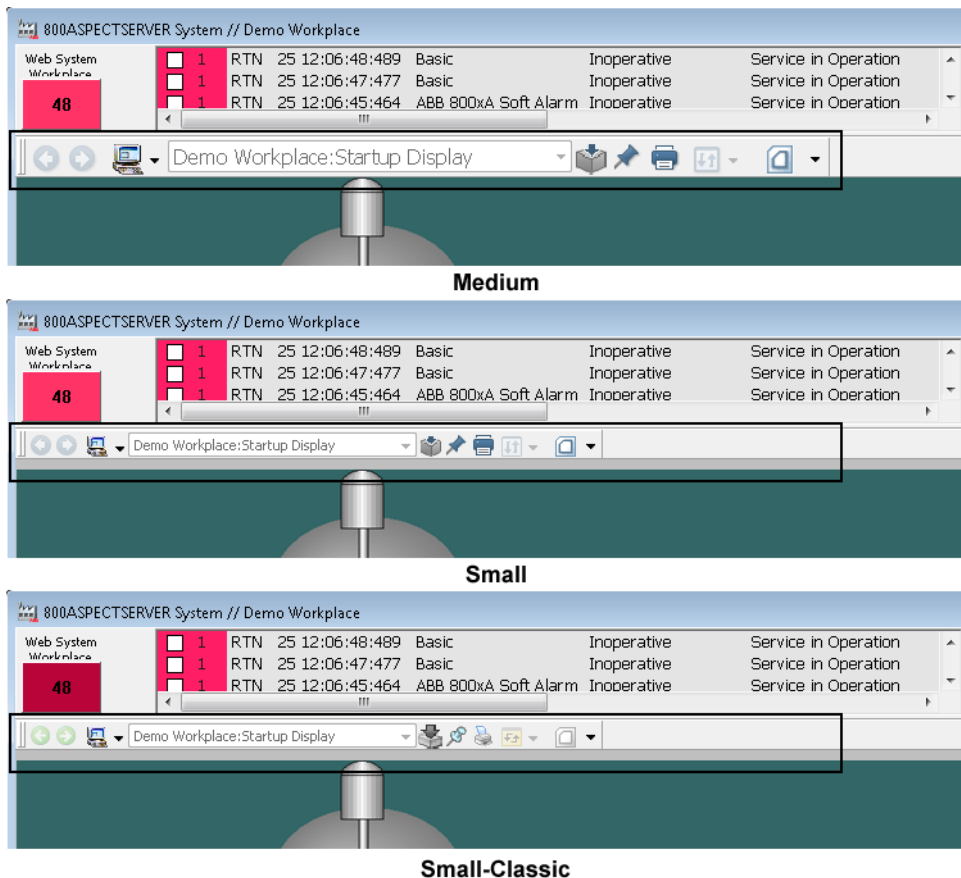 800ASPECTSERVER System // Demo Workplace
Web System
Workplace
48
1 RTN 25 12:06:48:489 Basic Inoperative Service in Operation
1 RTN 25 12:06:47:477 Basic Inoperative Service in Operation
1 RTN 25 12:06:45:464 ABB 800xA Soft Alarm Inoperative Service in Operation
Demo Workplace:Startup Display
Medium
800ASPECTSERVER System // Demo Workplace
Web System
Workplace
48
1 RTN 25 12:06:48:489 Basic Inoperative Service in Operation
1 RTN 25 12:06:47:477 Basic Inoperative Service in Operation
1 RTN 25 12:06:45:464 ABB 800xA Soft Alarm Inoperative Service in Operation
Demo Workplace:Startup Display
Small
800ASPECTSERVER System // Demo Workplace
Web System
Workplace
48
1 RTN 25 12:06:48:489 Basic Inoperative Service in Operation
1 RTN 25 12:06:47:477 Basic Inoperative Service in Operation
1 RTN 25 12:06:45:464 ABB 800xA Soft Alarm Inoperative Service in Operation
Demo Workplace:Startup Display
Small-Classic